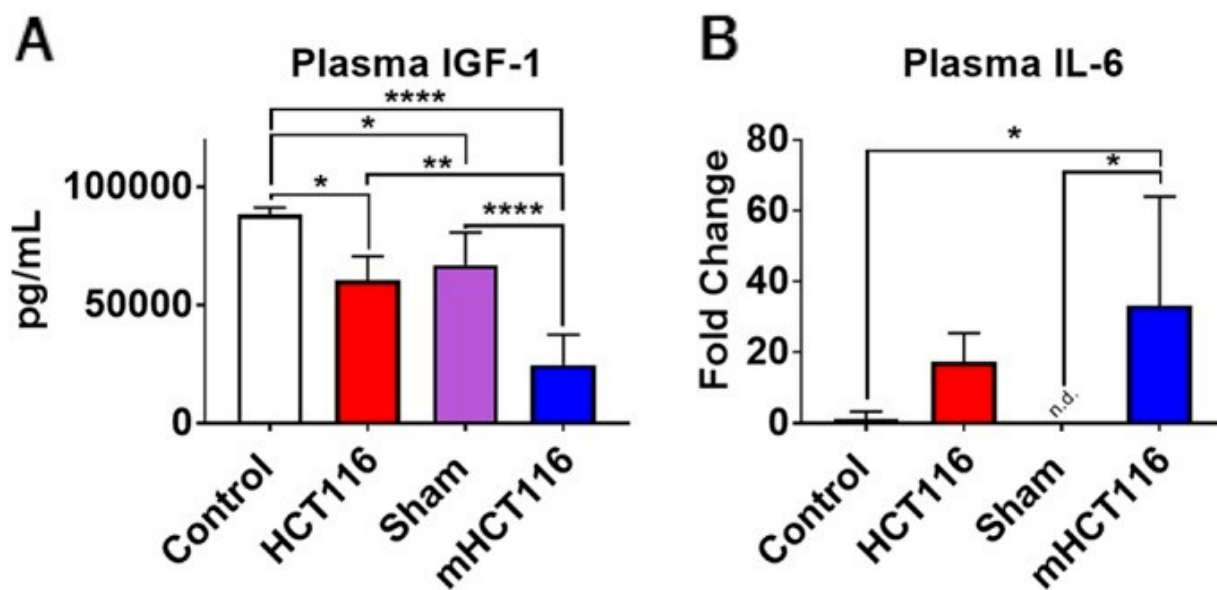 A
Plasma IGF-1
****
*
**
*
****
100000
50000
0
pg/mL
Control
HCT116
Sham
mHCT116
B
Plasma IL-6
*
*
80
60
40
20
0
Fold Change
n.d.
Control
HCT116
Sham
mHCT116